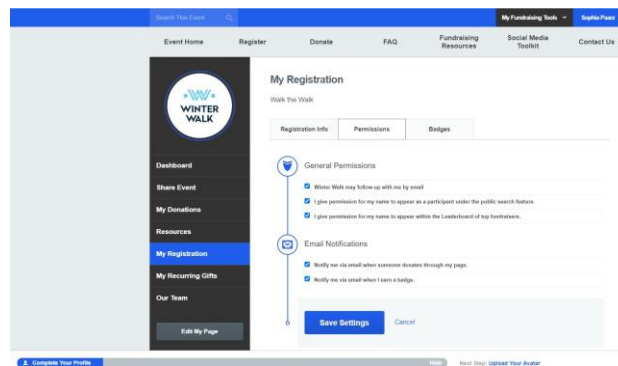 Search This Event
My Fundraising Tools
Sophia Paarz
Event Home
Register
Donate
FAQ
Fundraising
Resources
Social Media
Toolkit
Contact Us
WINTER
WALK
My Registration
Walk the Walk
Registration Info
Permissions
Badges
Dashboard
Share Event
My Donations
Resources
My Registration
My Recurring Gifts
Our Team
Edit My Page
General Permissions
Winter Walk may follow-up with me by email
I give permission for my name to appear as a participant under the public search feature.
I give permission for my name to appear within the Leaderboard of top fundraisers.
Email Notifications
Notify me via email when someone donates through my page.
Notify me via email when I earn a badge.
Save Settings
Cancel
Complete Your Profile
Hide
Next Step: Upload Your Avatar